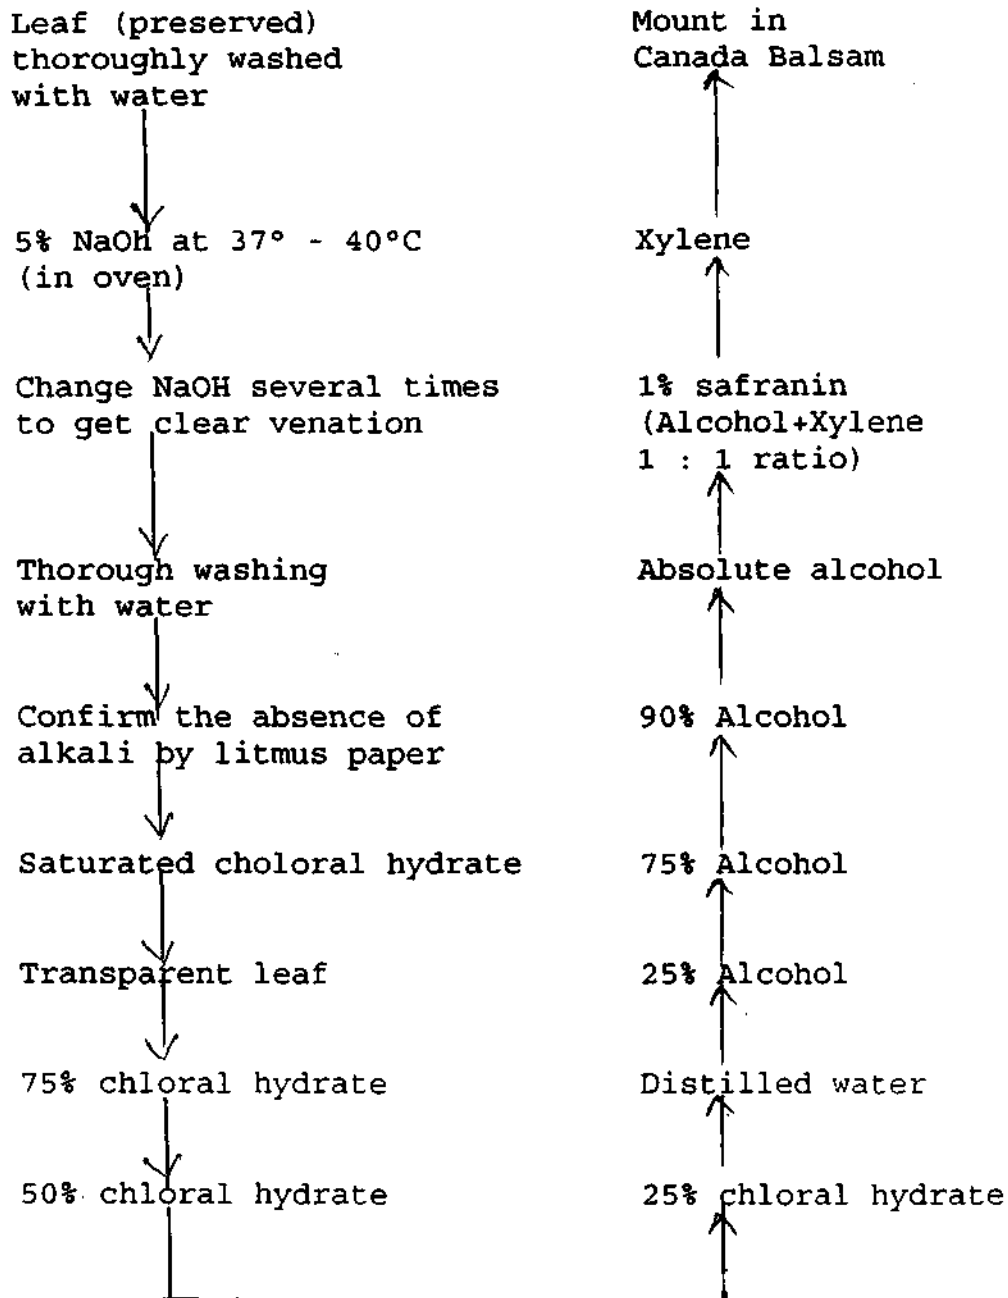 Leaf (preserved)
thoroughly washed
with water
5% NaOh at 37° - 40°C
(in oven)
Change NaOH several times
to get clear venation
Thorough washing
with water
Confirm the absence of
alkali by litmus paper
Saturated choloral hydrate
Transparent leaf
75% chloral hydrate
50% chloral hydrate
Mount in
Canada Balsam
Xylene
1% safranin
(Alcohol+Xylene
1 : 1 ratio)
Absolute alcohol
90% Alcohol
75% Alcohol
25% Alcohol
Distilled water
25% chloral hydrate